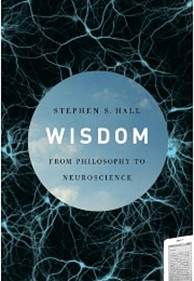 STEPHEN S. HALL
WISDOM
FROM PHILOSOPHY TO
NEUROSCIENCE